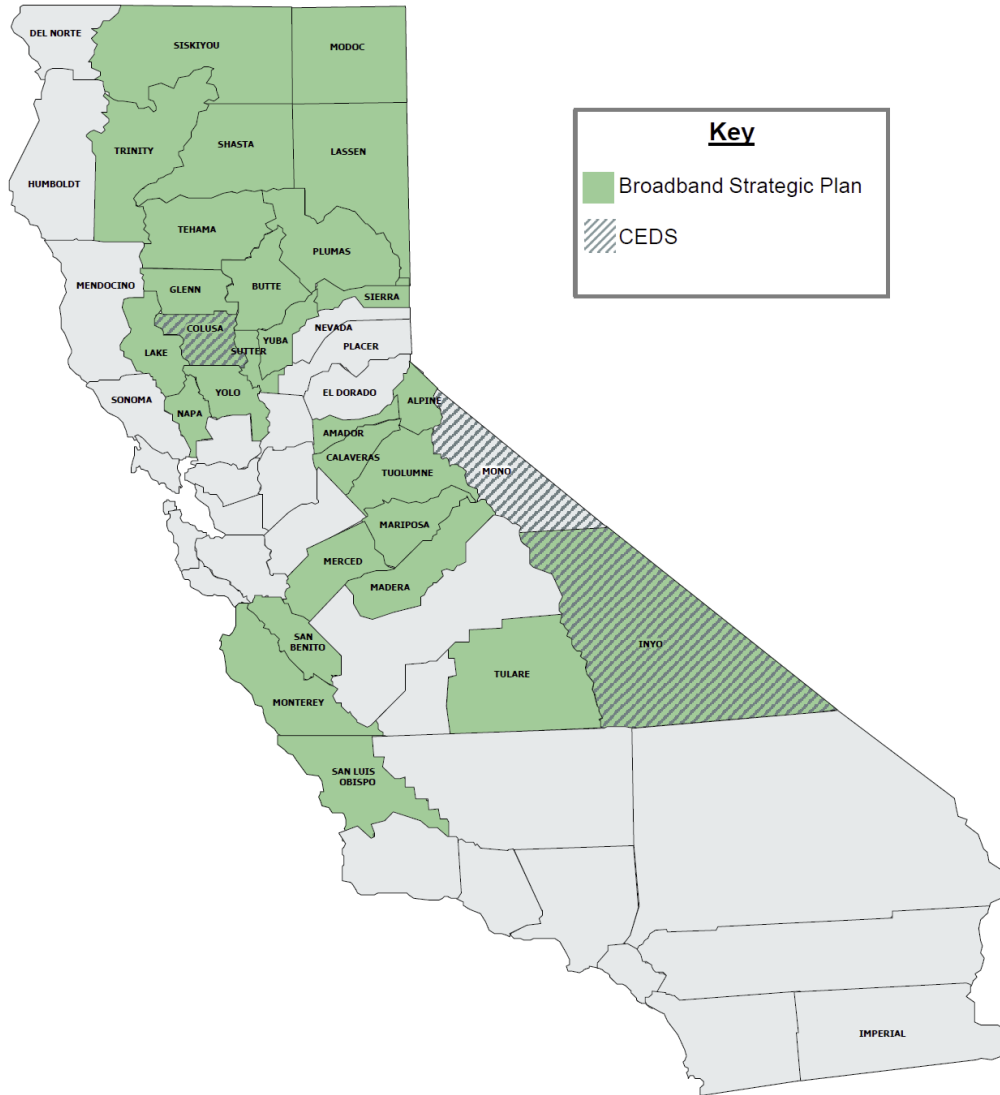 DEL NORTE
SISKIYOU
MODOC
Key
Broadband Strategic Plan
CEDS
TRINITY
SHASTA
LASSEN
HUMBOLDT
TEHAMA
PLUMAS
MENDOCINO
GLENN
BUTTE
SIERRA
COLUSA
NEVADA
YUBA
PLACER
LAKE
SUTTER
SONOMA
YOLO
EL DORADO
NAPA
ALPINE
AMADOR
CALAVERAS
TUOLUMNE
MONO
MARIPOSA
MERCED
MADERA
SAN
BENITO
INYO
TULARE
MONTEREY
SAN LUIS
OBISPO
IMPERIAL